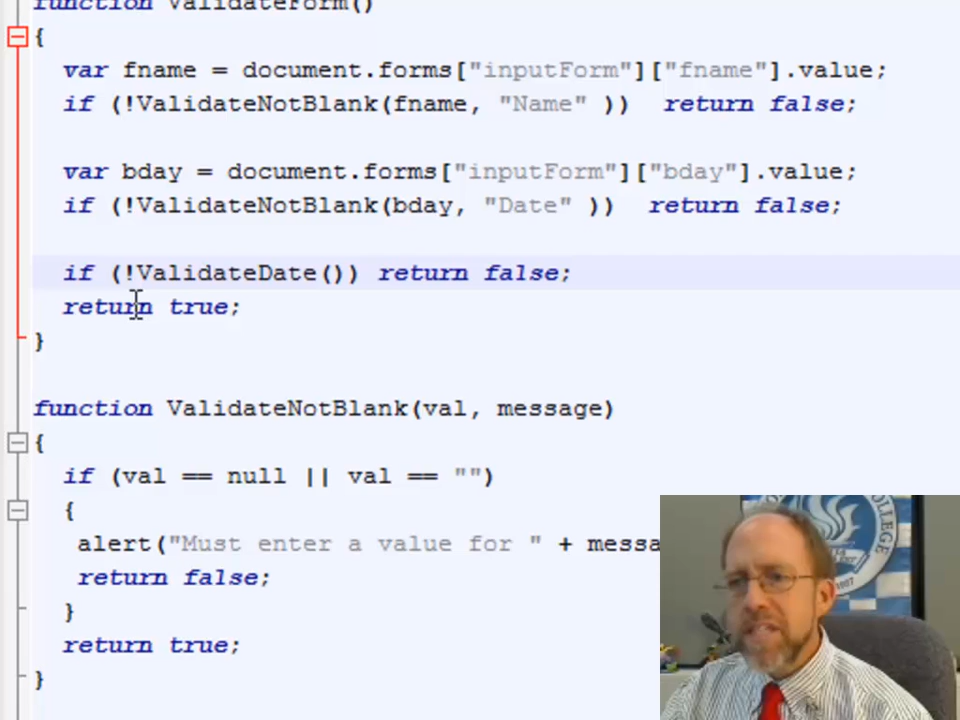 function ValidateForm()
{
var fname = document.forms["inputForm"]["fname"].value;
if (!ValidateNotBlank(fname, "Name" ))  return false;
var bday = document.forms["inputForm"]["bday"].value;
if (!ValidateNotBlank(bday, "Date" ))  return false;
if (!ValidateDate()) return false;
return true;
}
function ValidateNotBlank(val, message)
{
if (val == null || val == "")
{
alert("Must enter a value for " + messa
return false;
}
return true;
}
COLLEGE
1907